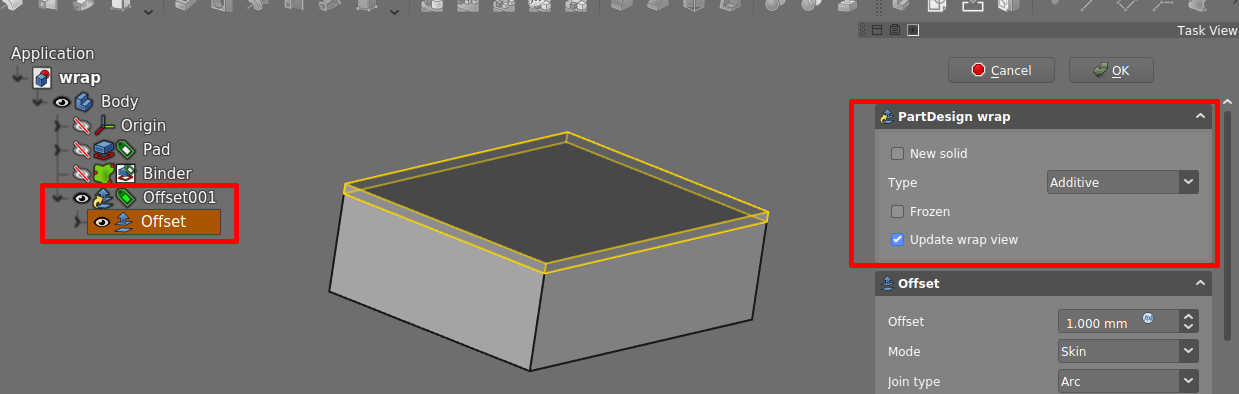 Task View
Application
wrap
Body
Origin
Pad
Binder
Offset001
Offset
Cancel
OK
PartDesign wrap
New solid
Type Additive
Frozen
Update wrap view
Offset
Offset 1.000 mm
Mode Skin
Join type Arc